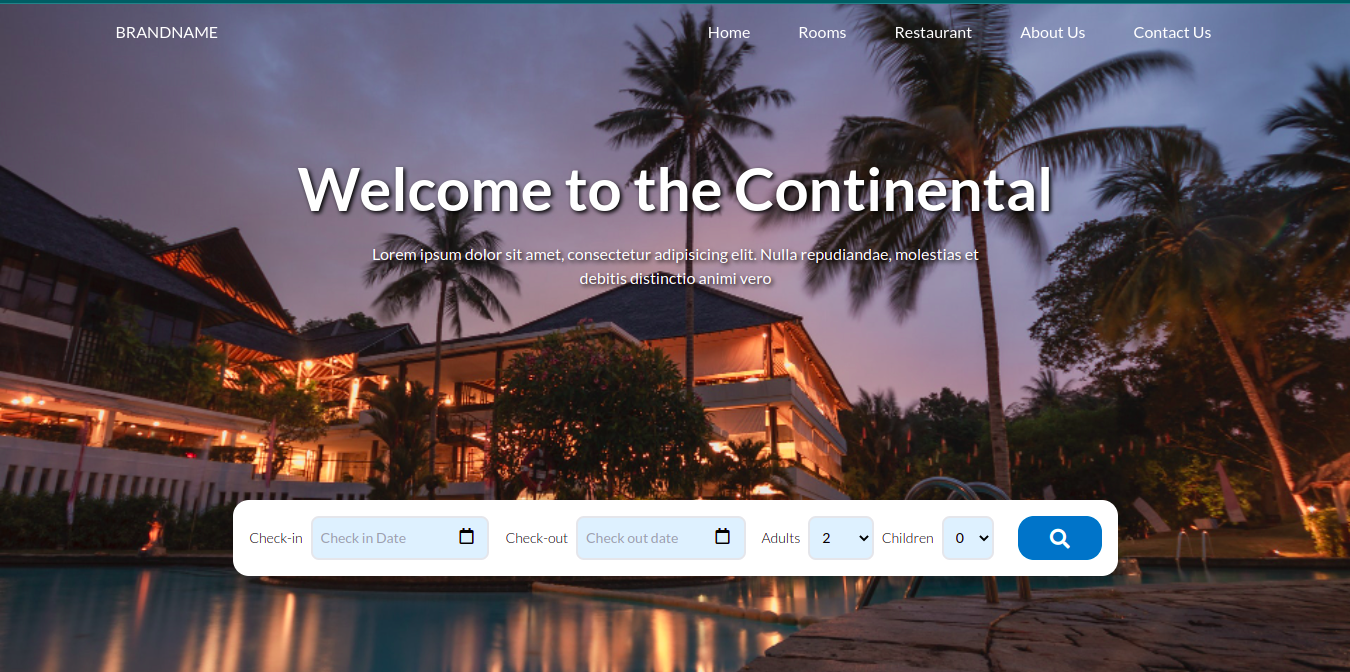 BRANDNAME Home Rooms Restaurant About Us Contact Us
Welcome to the Continental
Lorem ipsum dolor sit amet, consectetur adipisicing elit. Nulla repudiandae, molestias et
debitis distinctio animi vero
Check-in Check in Date Check-out Check out date Adults 2 Children 0